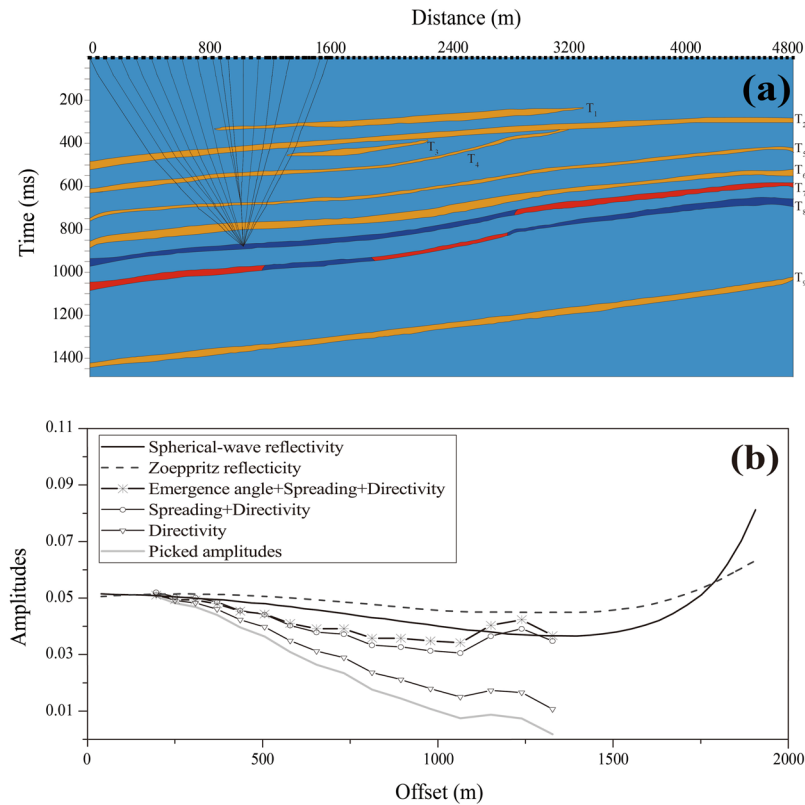 Distance (m)
0 800 1600 2400 3200 4000 4800
(a)
Time (ms)
200
400
600
800
1000
1200
1400
T1
T2
T3
T4
T5
T6
T7
T8
T9
(b)
Amplitudes
0.11
0.09
0.07
0.05
0.03
0.01
Spherical-wave reflectivity
Zoeppritz reflecticity
Emergence angle+Spreading+Directivity
Spreading+Directivity
Directivity
Picked amplitudes
0 500 1000 1500 2000
Offset (m)